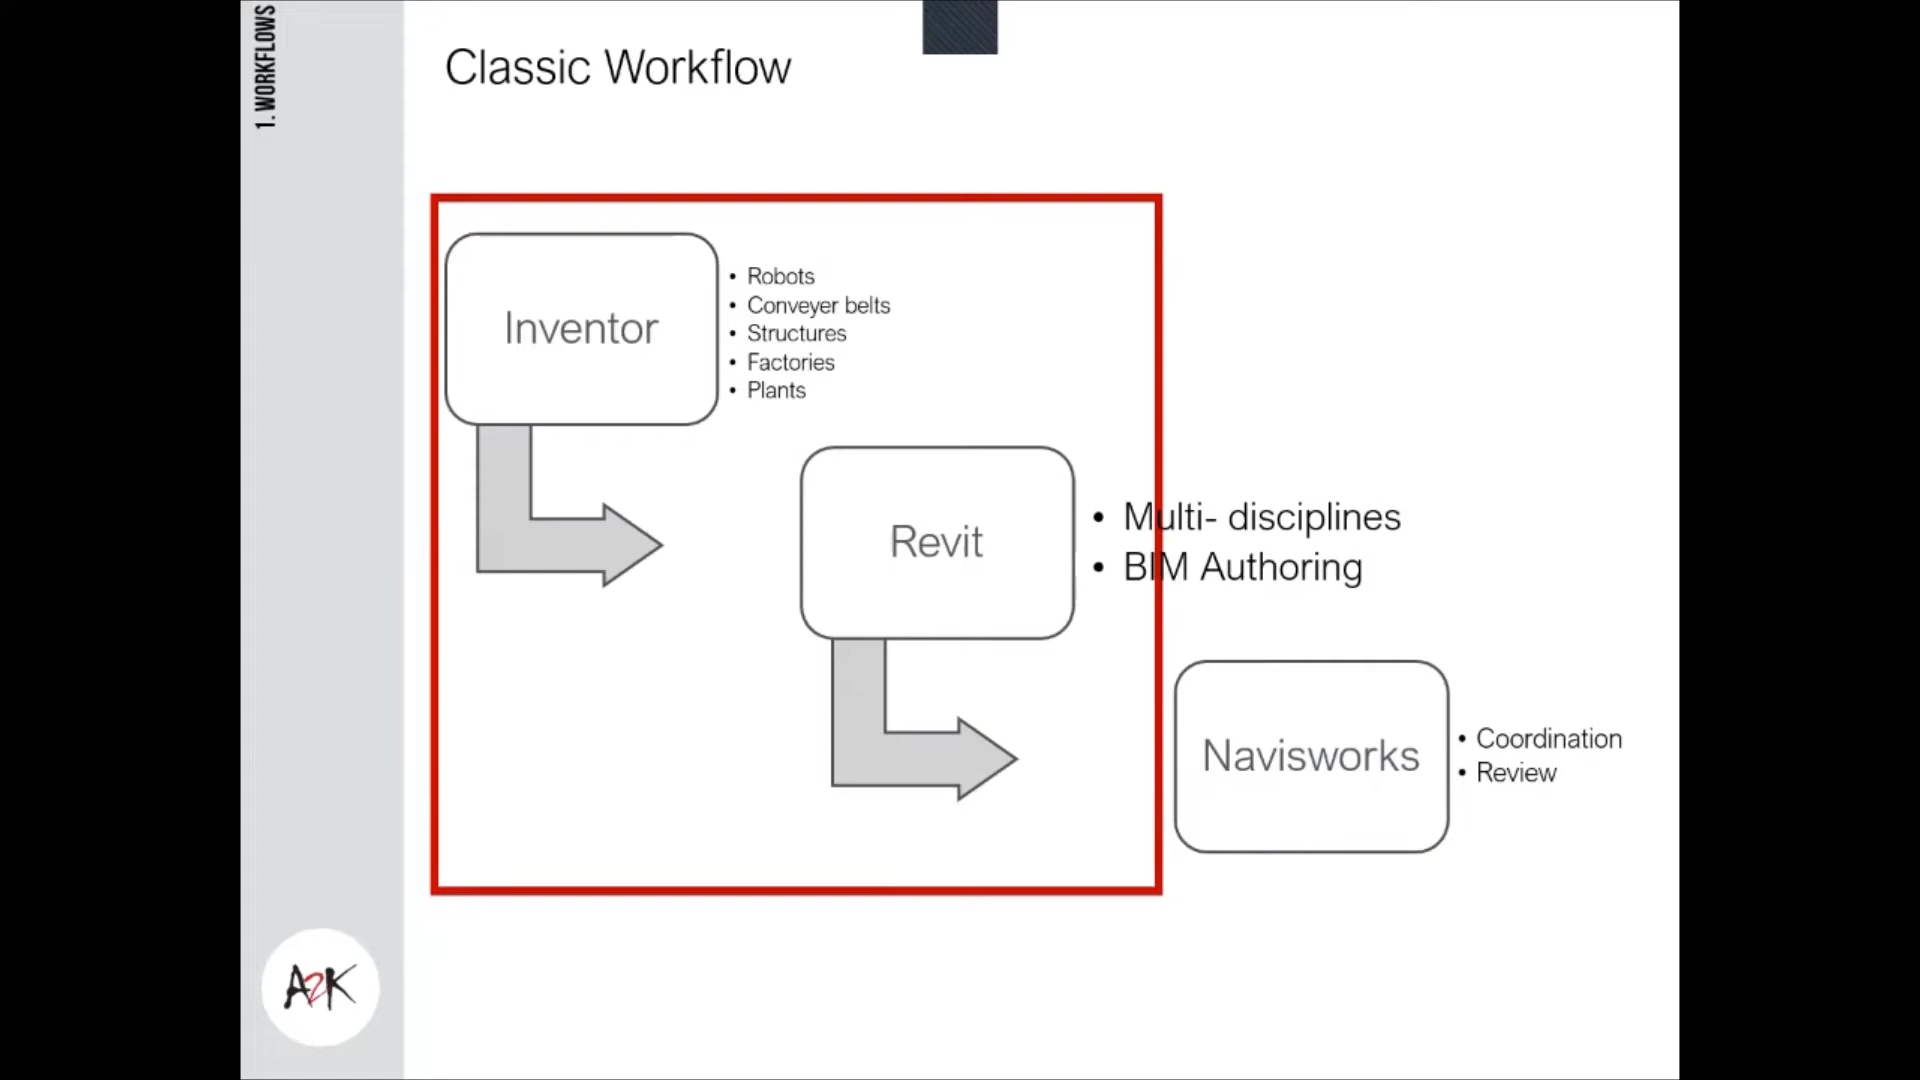 1. WORKFLOWS
Classic Workflow
Inventor
• Robots
• Conveyer belts
• Structures
• Factories
• Plants
Revit
• Multi- disciplines
• BIM Authoring
Navisworks
• Coordination
• Review
A2K